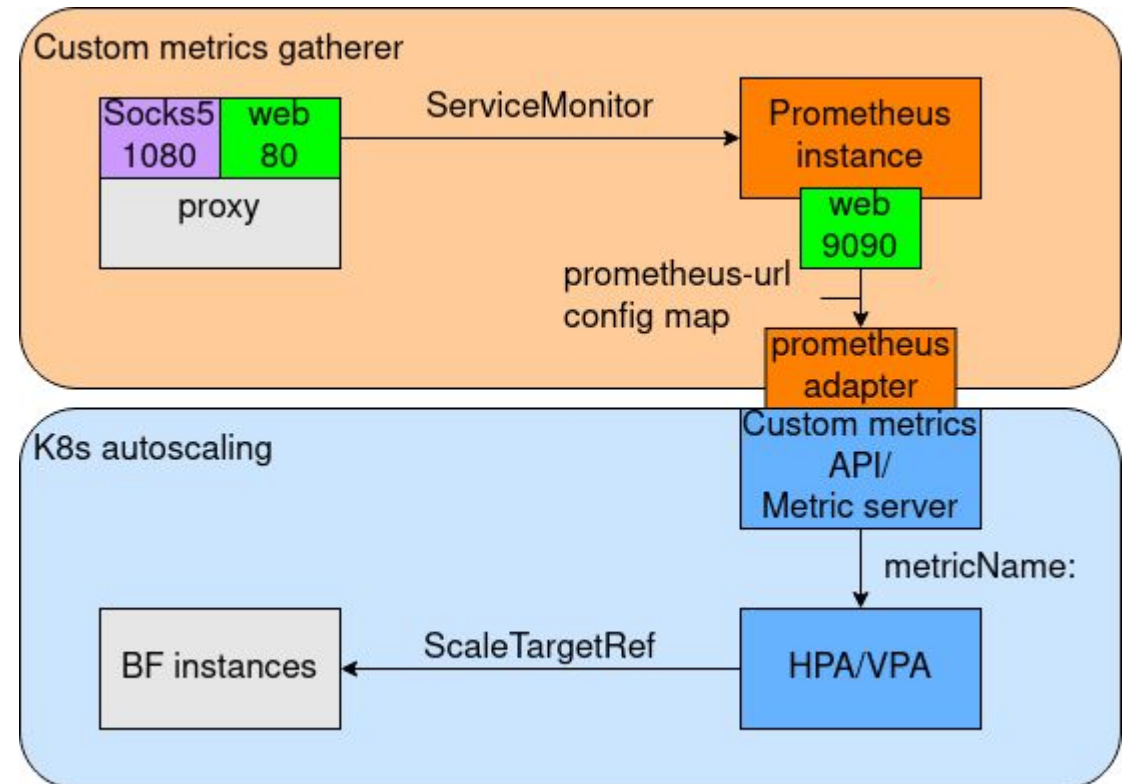 Custom metrics gatherer
Socks5
1080
web
80
proxy
ServiceMonitor
Prometheus
instance
web
9090
prometheus-url
config map
prometheus
adapter
K8s autoscaling
Custom metrics
API/
Metric server
metricName:
HPA/VPA
ScaleTargetRef
BF instances